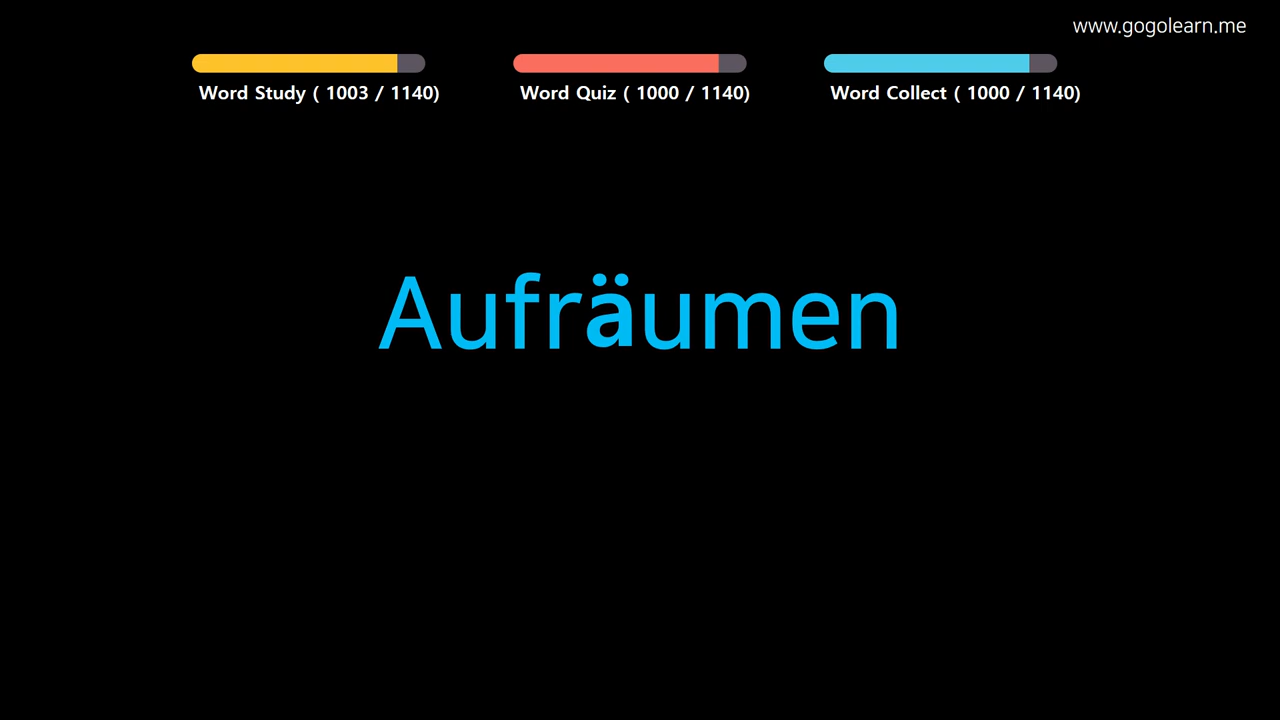 www.gogolearn.me
Word Study ( 1003 / 1140)
Word Quiz ( 1000 / 1140)
Word Collect ( 1000 / 1140)
Aufräumen